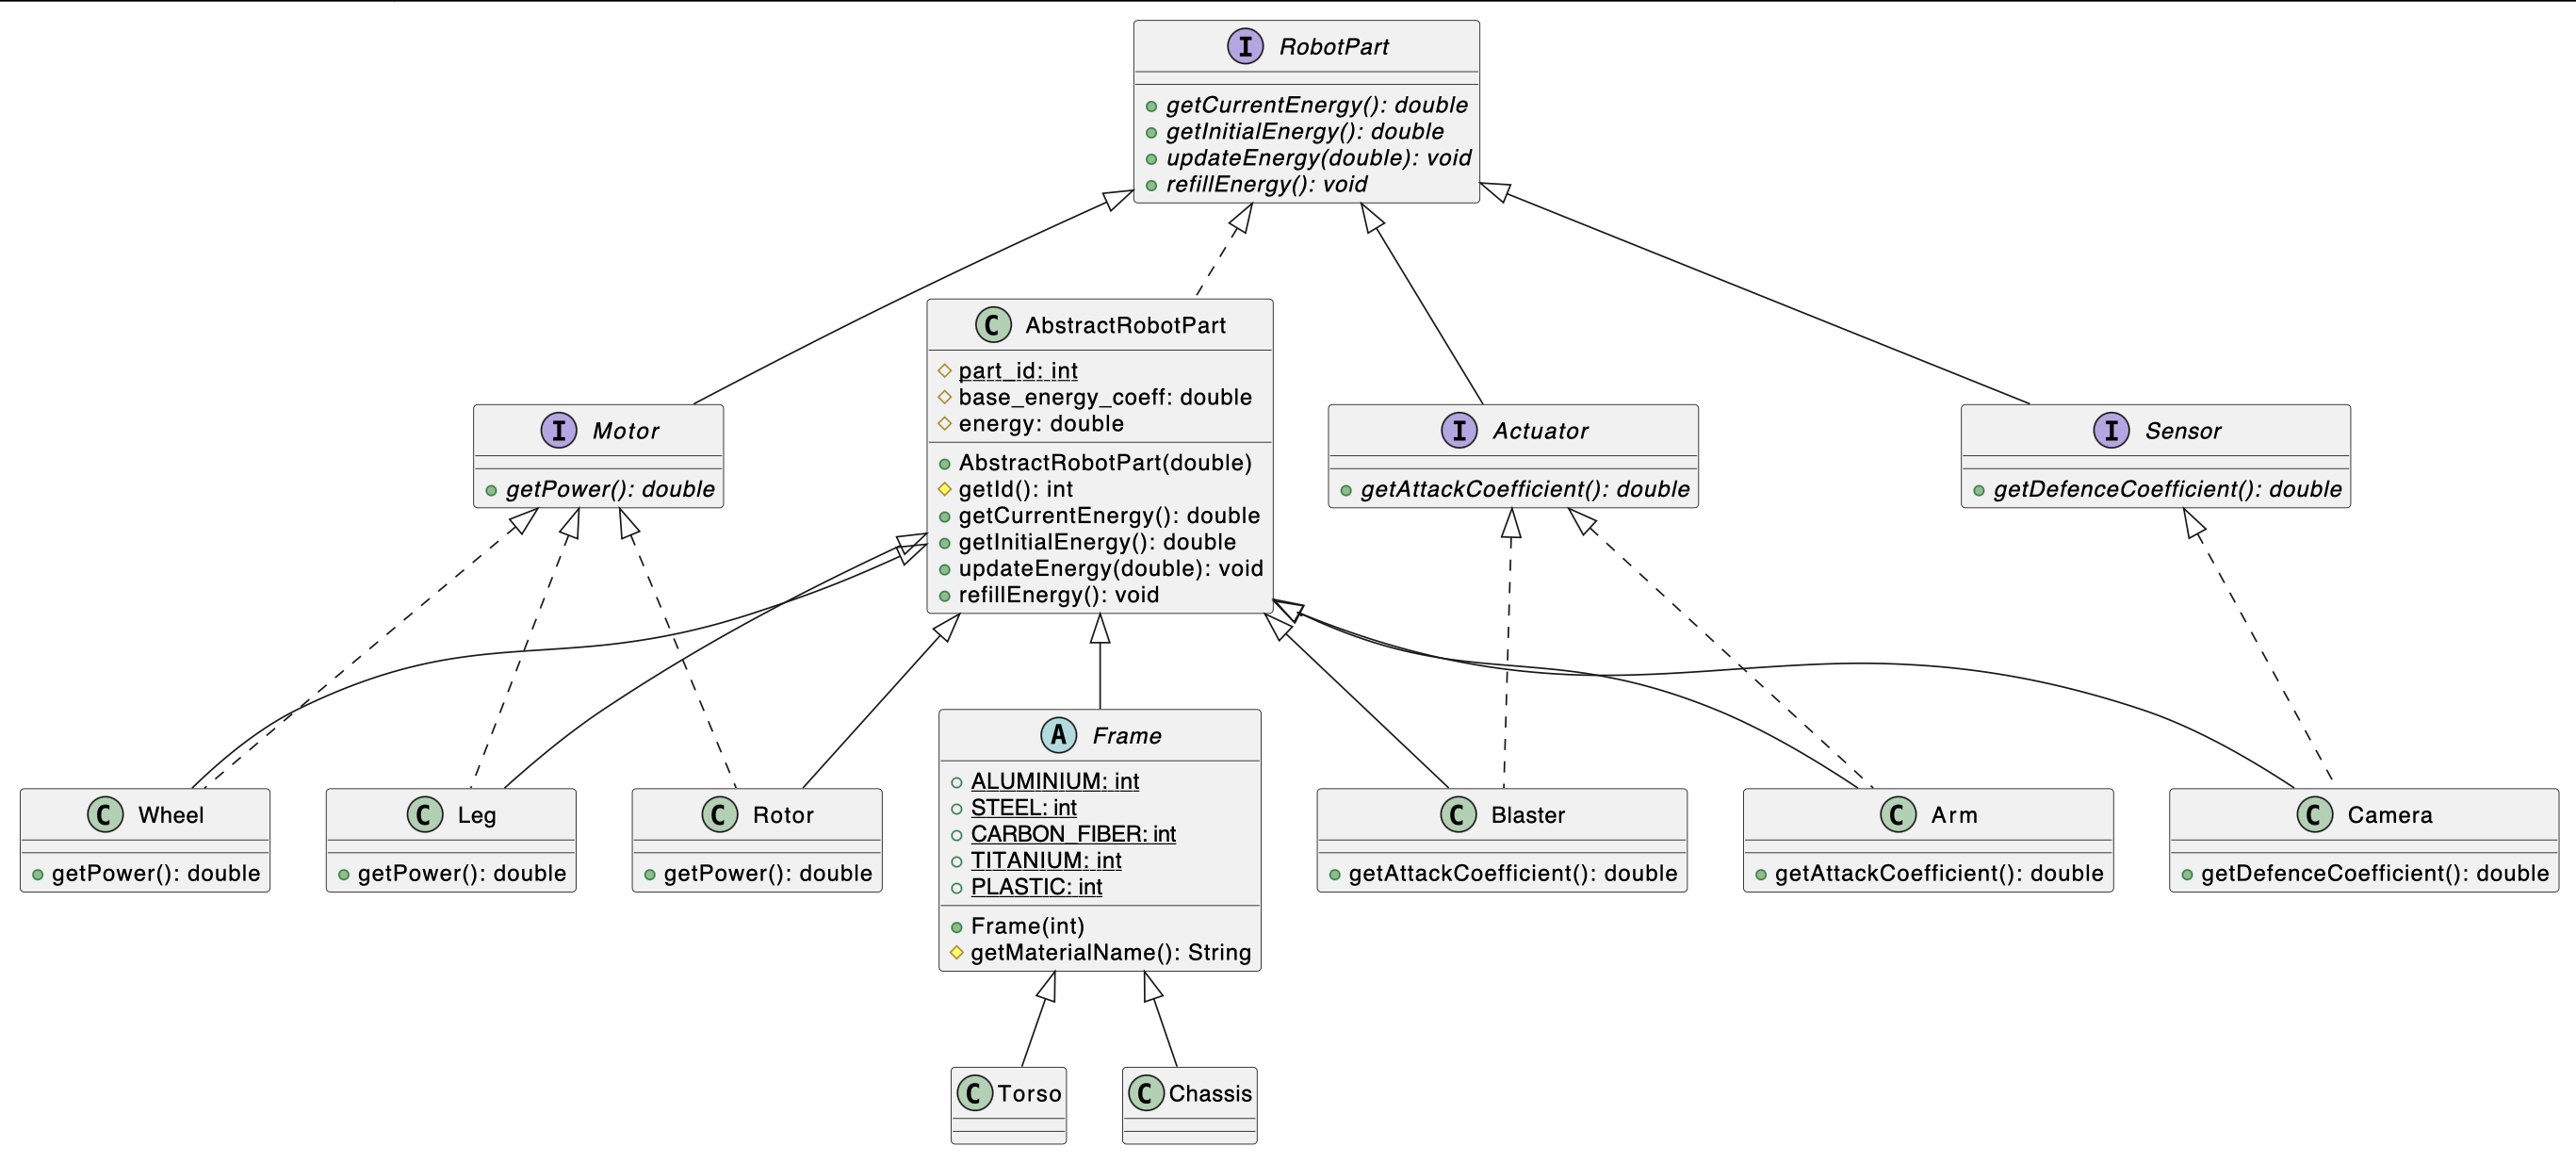 I RobotPart
getCurrentEnergy(): double
getInitialEnergy(): double
updateEnergy(double): void
refillEnergy(): void
C AbstractRobotPart
part_id: int
base_energy_coeff: double
energy: double
AbstractRobotPart(double)
getId(): int
getCurrentEnergy(): double
getInitialEnergy(): double
updateEnergy(double): void
refillEnergy(): void
I Motor
getPower(): double
I Actuator
getAttackCoefficient(): double
I Sensor
getDefenceCoefficient(): double
C Wheel
getPower(): double
C Leg
getPower(): double
C Rotor
getPower(): double
A Frame
ALUMINIUM: int
STEEL: int
CARBON_FIBER: int
TITANIUM: int
PLASTIC: int
Frame(int)
getMaterialName(): String
C Blaster
getAttackCoefficient(): double
C Arm
getAttackCoefficient(): double
C Camera
getDefenceCoefficient(): double
C Torso
C Chassis